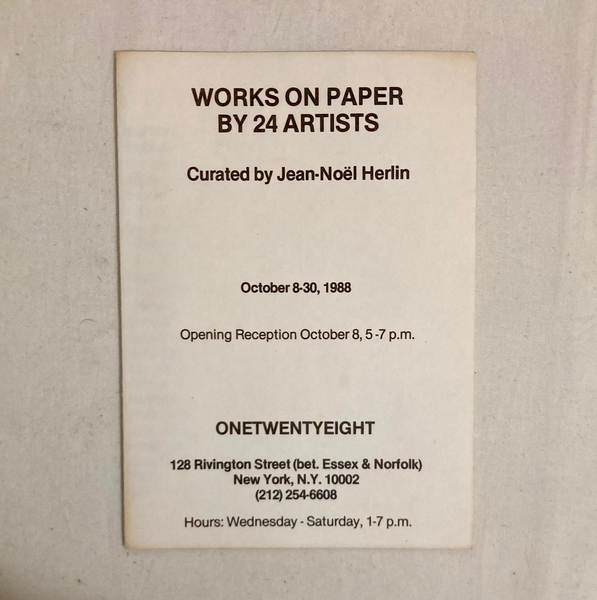 WORKS ON PAPER
BY 24 ARTISTS
Curated by Jean-Noël Herlin
October 8-30, 1988
Opening Reception October 8, 5-7 p.m.
ONETWENTYEIGHT
128 Rivington Street (bet. Essex & Norfolk)
New York, N.Y. 10002
(212) 254-6608
Hours: Wednesday - Saturday, 1-7 p.m.